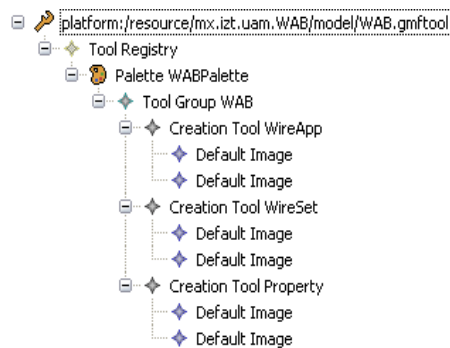 platform:/resource/mx.izt.uam.WAB/model/WAB.gmftool
Tool Registry
Palette WABPalette
Tool Group WAB
Creation Tool WireApp
Default Image
Default Image
Creation Tool WireSet
Default Image
Default Image
Creation Tool Property
Default Image
Default Image